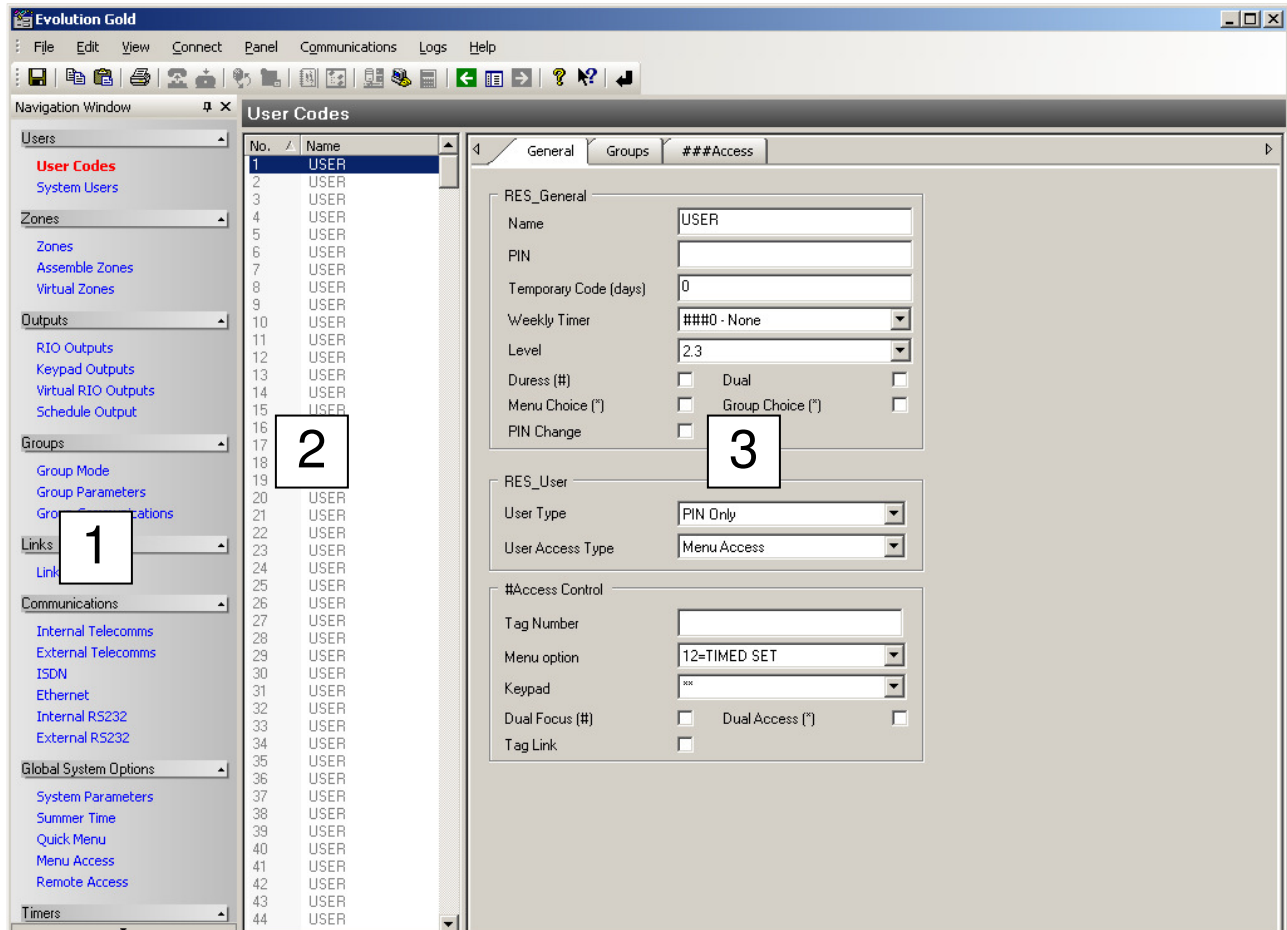 Evolution Gold
File Edit View Connect Panel Communications Logs Help
Navigation Window
Users
User Codes
System Users
Zones
Zones
Assemble Zones
Virtual Zones
Outputs
RIO Outputs
Keypad Outputs
Virtual RIO Outputs
Schedule Output
Groups
Group Mode
Group Parameters
1
Links
Communications
Internal Telecomms
External Telecomms
ISDN
Ethernet
Internal RS232
External RS232
Global System Options
System Parameters
Summer Time
Quick Menu
Menu Access
Remote Access
Timers
User Codes
No. Name
1 USER
2 USER
3 USER
4 USER
5 USER
6 USER
7 USER
8 USER
9 USER
10 USER
11 USER
12 USER
13 USER
14 USER
15 USER
16
17
18
19
2
20 USER
21 USER
22 USER
23 USER
24 USER
25 USER
26 USER
27 USER
28 USER
29 USER
30 USER
31 USER
32 USER
33 USER
34 USER
35 USER
36 USER
37 USER
38 USER
39 USER
40 USER
41 USER
42 USER
43 USER
44 USER
General Groups ###Access
RES_General
Name USER
PIN
Temporary Code (days) 0
Weekly Timer ###0 - None
Level 2.3
Duress (#) Dual
Menu Choice (*) Group Choice (*)
PIN Change
3
RES_User
User Type PIN Only
User Access Type Menu Access
#Access Control
Tag Number
Menu option 12=TIMED SET
Keypad **
Dual Focus (#) Dual Access (*)
Tag Link